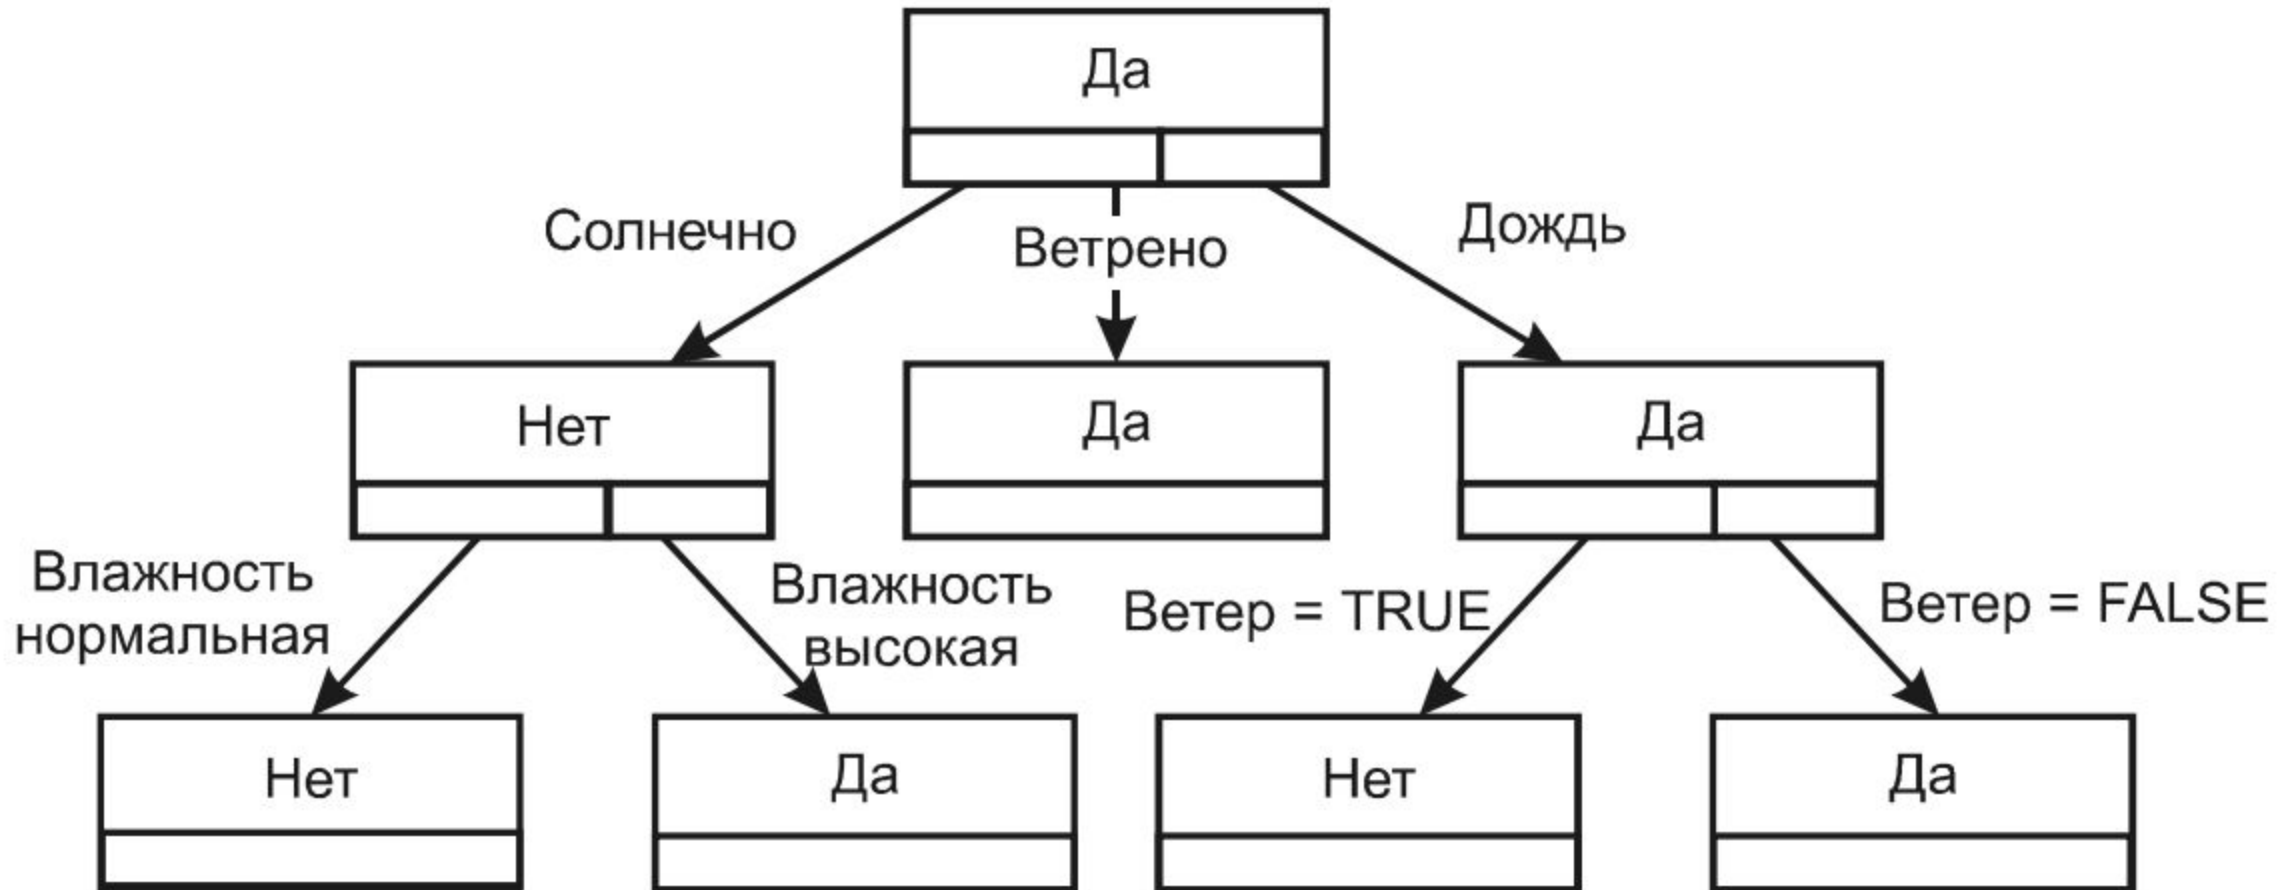 Да
Солнечно
Ветрено
Дождь
Нет
Да
Да
Влажность
нормальная
Влажность
высокая
Ветер = TRUE
Ветер = FALSE
Нет
Да
Нет
Да